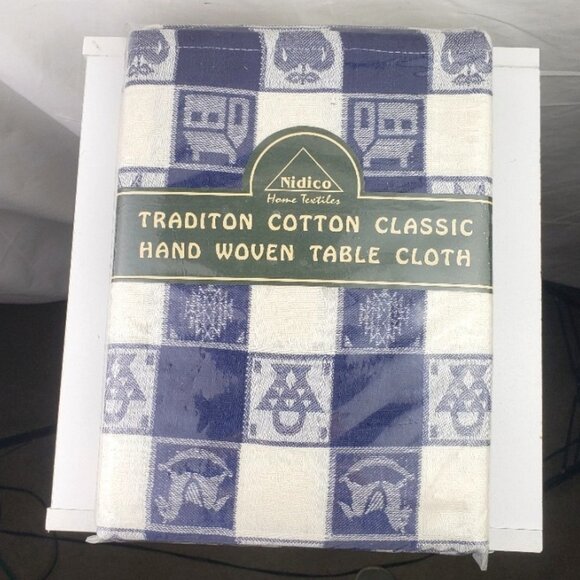 Nidico
Home Textiles
TRADITON COTTON CLASSIC
HAND WOVEN TABLE CLOTH